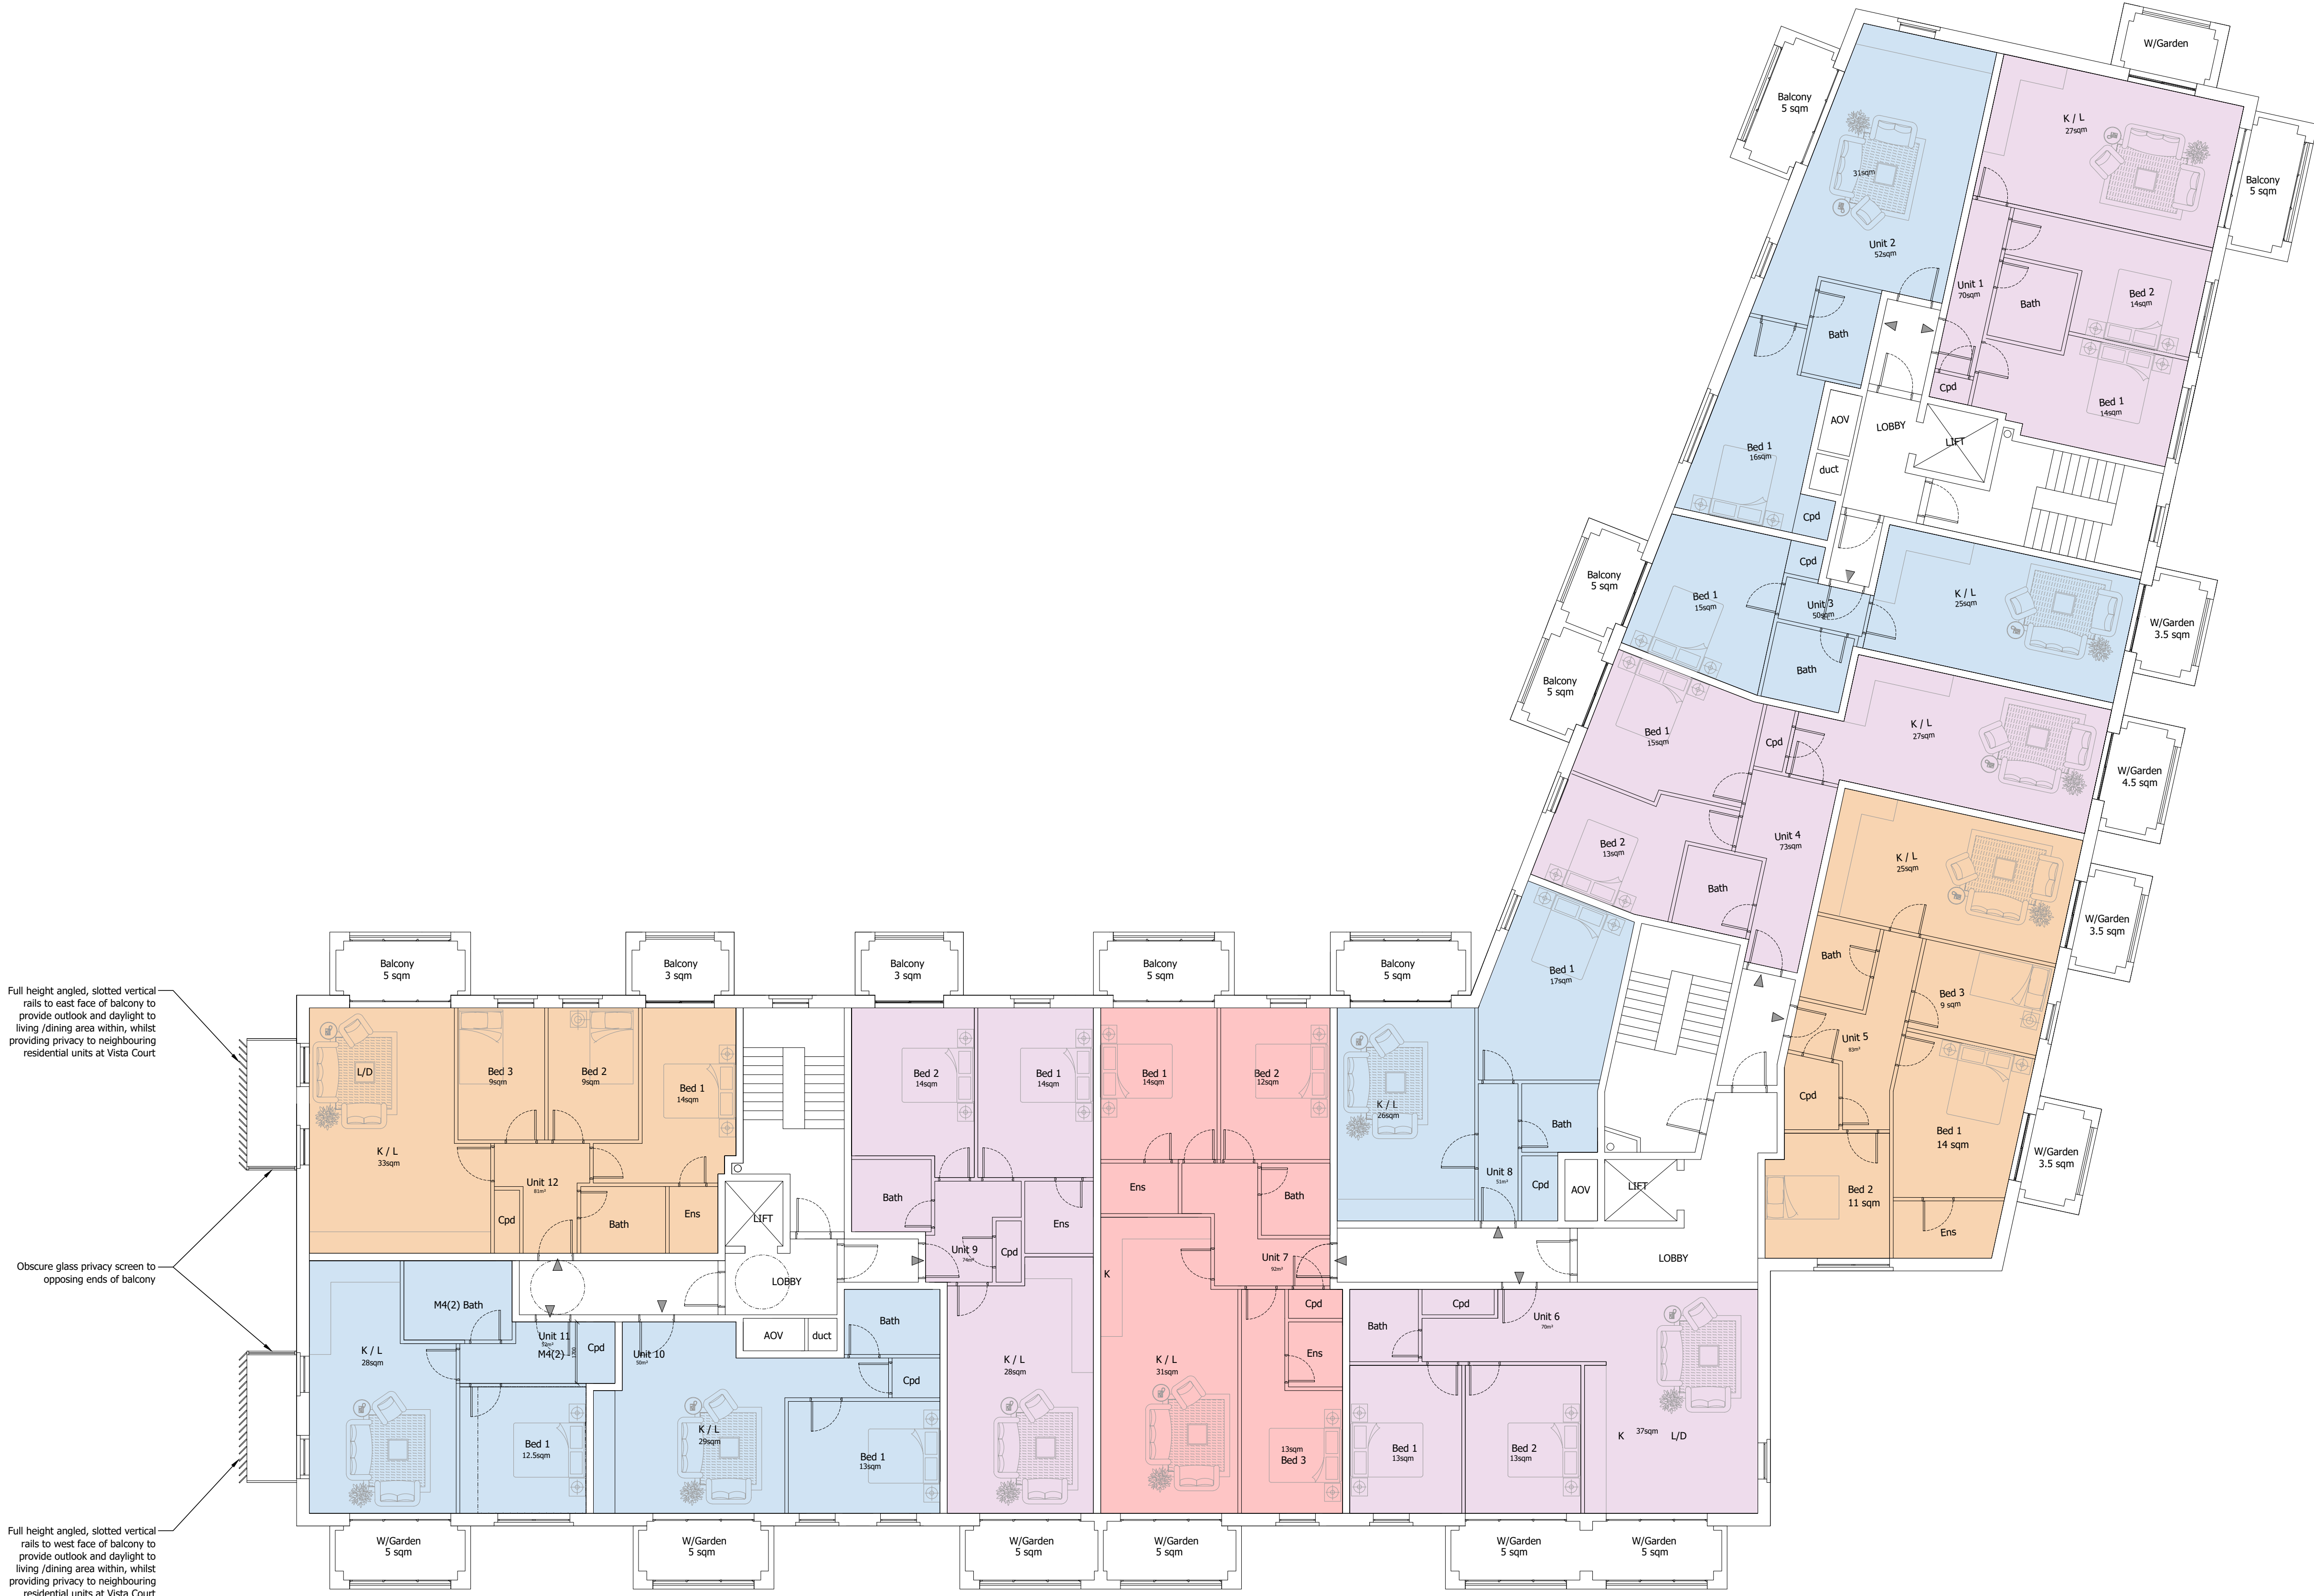 W/Garden
Balcony
5 sqm
K / L
27sqm
Balcony
5 sqm
31sqm
Unit 2
52sqm
Unit 1
70sqm
Bed 2
14sqm
Bath
Bath
Cpd
Bed 1
14sqm
AOV
LOBBY
LIFT
Bed 1
16sqm
duct
Cpd
Cpd
Balcony
5 sqm
Bed 1
15sqm
Unit 3
50sqm
K / L
25sqm
W/Garden
3.5 sqm
Bath
Balcony
5 sqm
Bed 1
15sqm
Cpd
K / L
27sqm
W/Garden
4.5 sqm
Bed 2
13sqm
Unit 4
73sqm
Bath
K / L
25sqm
W/Garden
3.5 sqm
Bath
Bed 3
9 sqm
Unit 5
83m²
Cpd
Bed 1
14 sqm
W/Garden
3.5 sqm
Bed 2
11 sqm
Ens
Balcony
5 sqm
Balcony
3 sqm
Balcony
3 sqm
Balcony
5 sqm
Balcony
5 sqm
Bed 1
17sqm
Full height angled, slotted vertical
rails to east face of balcony to
provide outlook and daylight to
living /dining area within, whilst
providing privacy to neighbouring
residential units at Vista Court
L/D
Bed 3
9sqm
Bed 2
9sqm
Bed 1
14sqm
Bed 2
14sqm
Bed 1
14sqm
Bed 1
14sqm
Bed 2
12sqm
K / L
26sqm
Bath
K / L
33sqm
Unit 12
81m²
Cpd
Bath
Ens
LIFT
Bath
Ens
Ens
Bath
Unit 8
51m²
Cpd
AOV
LIFT
Unit 9
74m²
Cpd
Unit 7
92m²
LOBBY
LOBBY
K
Obscure glass privacy screen to
opposing ends of balcony
M4(2) Bath
Unit 11
52m²
M4(2)
1700
Cpd
Unit 10
50m²
AOV
duct
Bath
Cpd
K / L
28sqm
K / L
28sqm
K / L
31sqm
Cpd
Ens
Bath
Cpd
Unit 6
70m²
Bed 1
12.5sqm
K / L
29sqm
Bed 1
13sqm
13sqm
Bed 3
Bed 1
13sqm
Bed 2
13sqm
K
37sqm
L/D
Full height angled, slotted vertical
rails to west face of balcony to
provide outlook and daylight to
living /dining area within, whilst
providing privacy to neighbouring
residential units at Vista Court
W/Garden
5 sqm
W/Garden
5 sqm
W/Garden
5 sqm
W/Garden
5 sqm
W/Garden
5 sqm
W/Garden
5 sqm